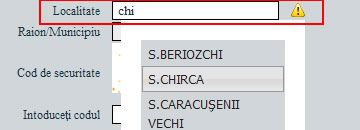 Localitate chi
Raion/Municipiu
S.BERIOZCHI
Cod de securitate
S.CHIRCA
S.CARACUŞENII
Intoduceţi codul
VECHI